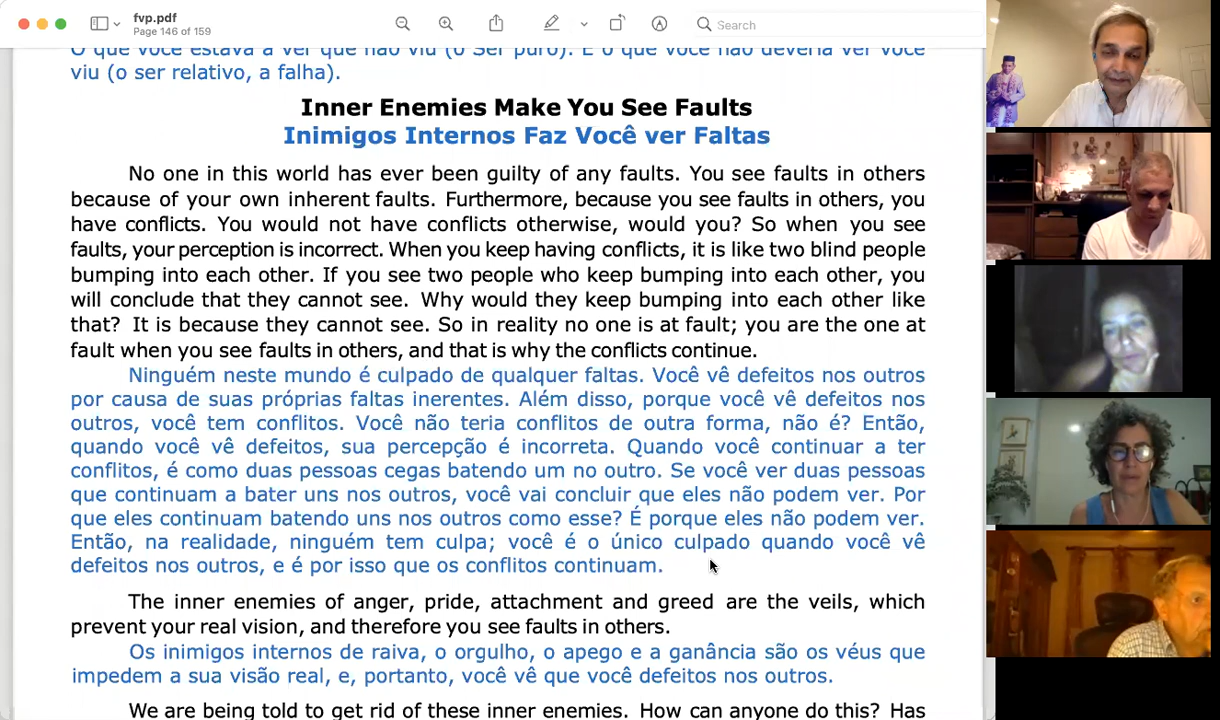 fvp.pdf
Page 146 of 159
Search
O que você estava a ver que não viu (o Ser puro). E o que você não deveria ver você
viu (o ser relativo, a falha).
Inner Enemies Make You See Faults
Inimigos Internos Faz Você ver Faltas
No one in this world has ever been guilty of any faults. You see faults in others
because of your own inherent faults. Furthermore, because you see faults in others, you
have conflicts. You would not have conflicts otherwise, would you? So when you see
faults, your perception is incorrect. When you keep having conflicts, it is like two blind people
bumping into each other. If you see two people who keep bumping into each other, you
will conclude that they cannot see. Why would they keep bumping into each other like
that? It is because they cannot see. So in reality no one is at fault; you are the one at
fault when you see faults in others, and that is why the conflicts continue.
Ninguém neste mundo é culpado de qualquer faltas. Você vê defeitos nos outros
por causa de suas próprias faltas inerentes. Além disso, porque você vê defeitos nos
outros, você tem conflitos. Você não teria conflitos de outra forma, não é? Então,
quando você vê defeitos, sua percepção é incorreta. Quando você continuar a ter
conflitos, é como duas pessoas cegas batendo um no outro. Se você ver duas pessoas
que continuam a bater uns nos outros, você vai concluir que eles não podem ver. Por
que eles continuam batendo uns nos outros como esse? É porque eles não podem ver.
Então, na realidade, ninguém tem culpa; você é o único culpado quando você vê
defeitos nos outros, e é por isso que os conflitos continuam.
The inner enemies of anger, pride, attachment and greed are the veils, which
prevent your real vision, and therefore you see faults in others.
Os inimigos internos de raiva, o orgulho, o apego e a ganância são os véus que
impedem a sua visão real, e, portanto, você vê que você defeitos nos outros.
We are being told to get rid of these inner enemies. How can anyone do this? Has